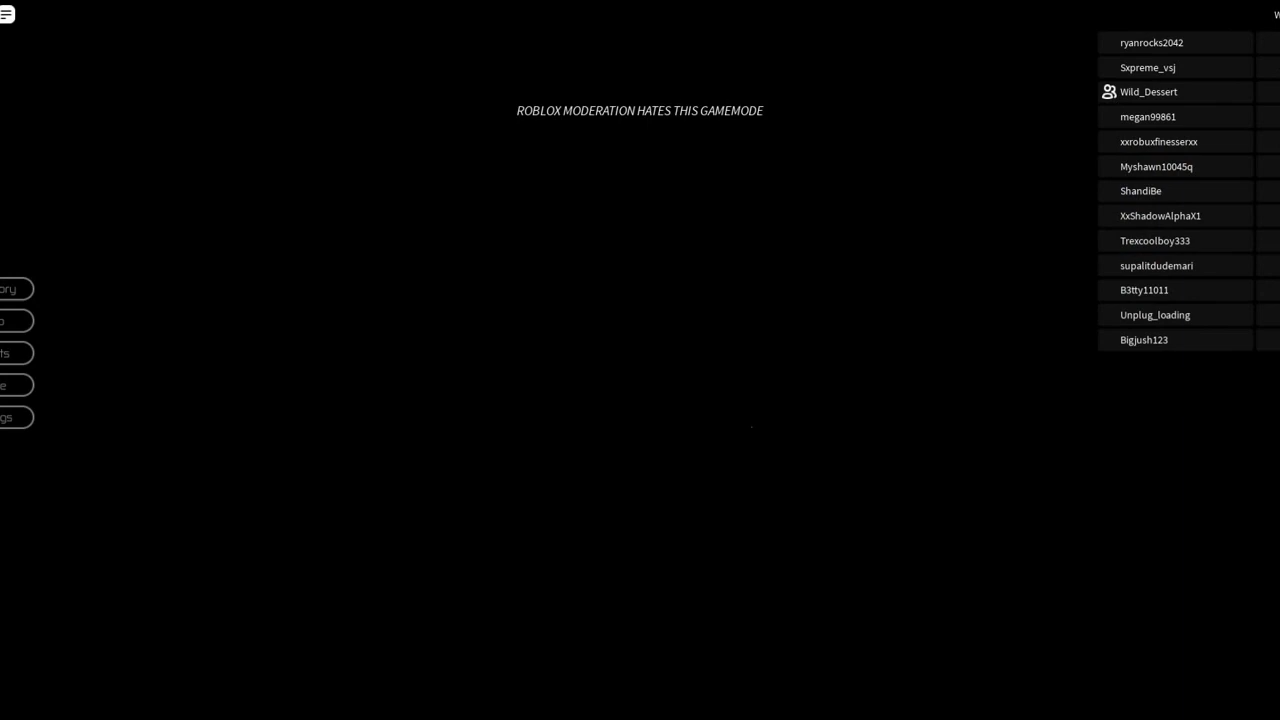 ROBLOX MODERATION HATES THIS GAMEMODE
ryanrocks2042
Sxpreme_vsj
Wild_Dessert
megan99861
xxrobuxfinesserxx
Myshawn10045q
ShandiBe
XxShadowAlphaX1
Trexcoolboy333
supalitdudemari
B3tty11011
Unplug_loading
Bigjush123